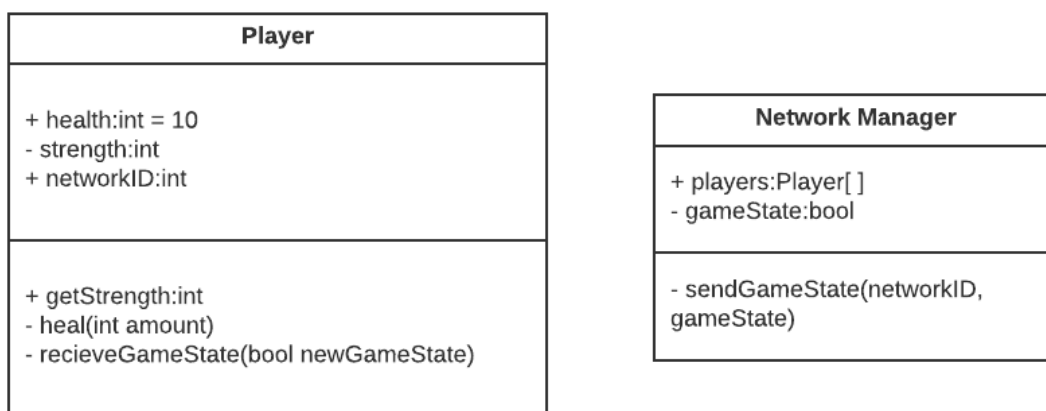 Player
+ health:int = 10
- strength:int
+ networkID:int
+ getStrength:int
- heal(int amount)
- recieveGameState(bool newGameState)
Network Manager
+ players:Player[ ]
- gameState:bool
- sendGameState(networkID,
gameState)